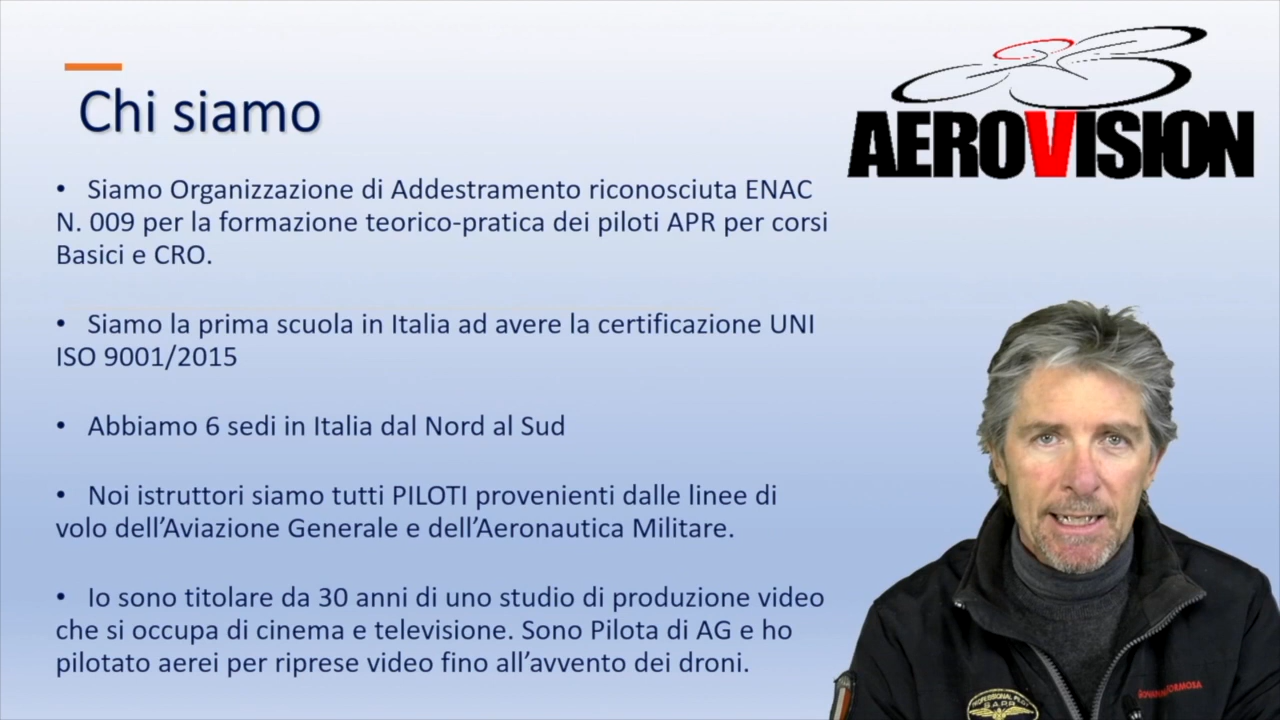 Chi siamo
AEROVISION
• Siamo Organizzazione di Addestramento riconosciuta ENAC
N. 009 per la formazione teorico-pratica dei piloti APR per corsi
Basici e CRO.
• Siamo la prima scuola in Italia ad avere la certificazione UNI
ISO 9001/2015
• Abbiamo 6 sedi in Italia dal Nord al Sud
• Noi istruttori siamo tutti PILOTI provenienti dalle linee di
volo dell’Aviazione Generale e dell’Aeronautica Militare.
• Io sono titolare da 30 anni di uno studio di produzione video
che si occupa di cinema e televisione. Sono Pilota di AG e ho
pilotato aerei per riprese video fino all’avvento dei droni.